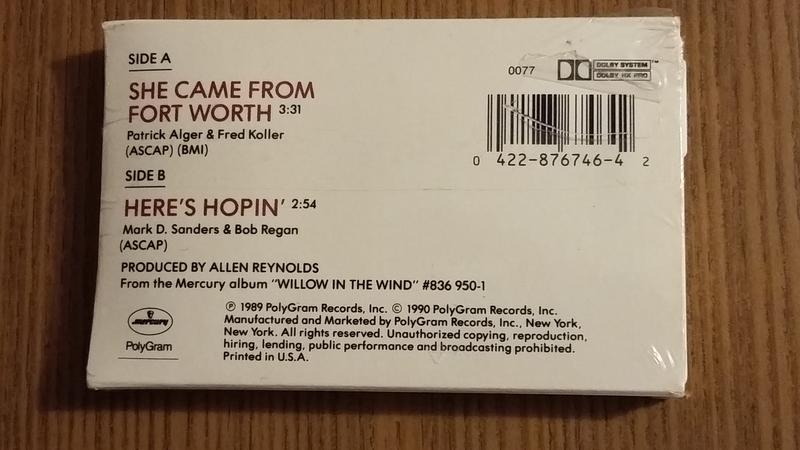 SIDE A
SHE CAME FROM
FORT WORTH 3:31
Patrick Alger & Fred Koller
(ASCAP) (BMI)
SIDE B
HERE'S HOPIN' 2:54
Mark D. Sanders & Bob Regan
(ASCAP)
PRODUCED BY ALLEN REYNOLDS
From the Mercury album "WILLOW IN THE WIND" #836 950-1
0077
DOLBY SYSTEM™
DOLBY HX PRO
0 422-876746-4 2
mercury
PolyGram
℗ 1989 PolyGram Records, Inc. © 1990 PolyGram Records, Inc.
Manufactured and Marketed by PolyGram Records, Inc., New York,
New York. All rights reserved. Unauthorized copying, reproduction,
hiring, lending, public performance and broadcasting prohibited.
Printed in U.S.A.